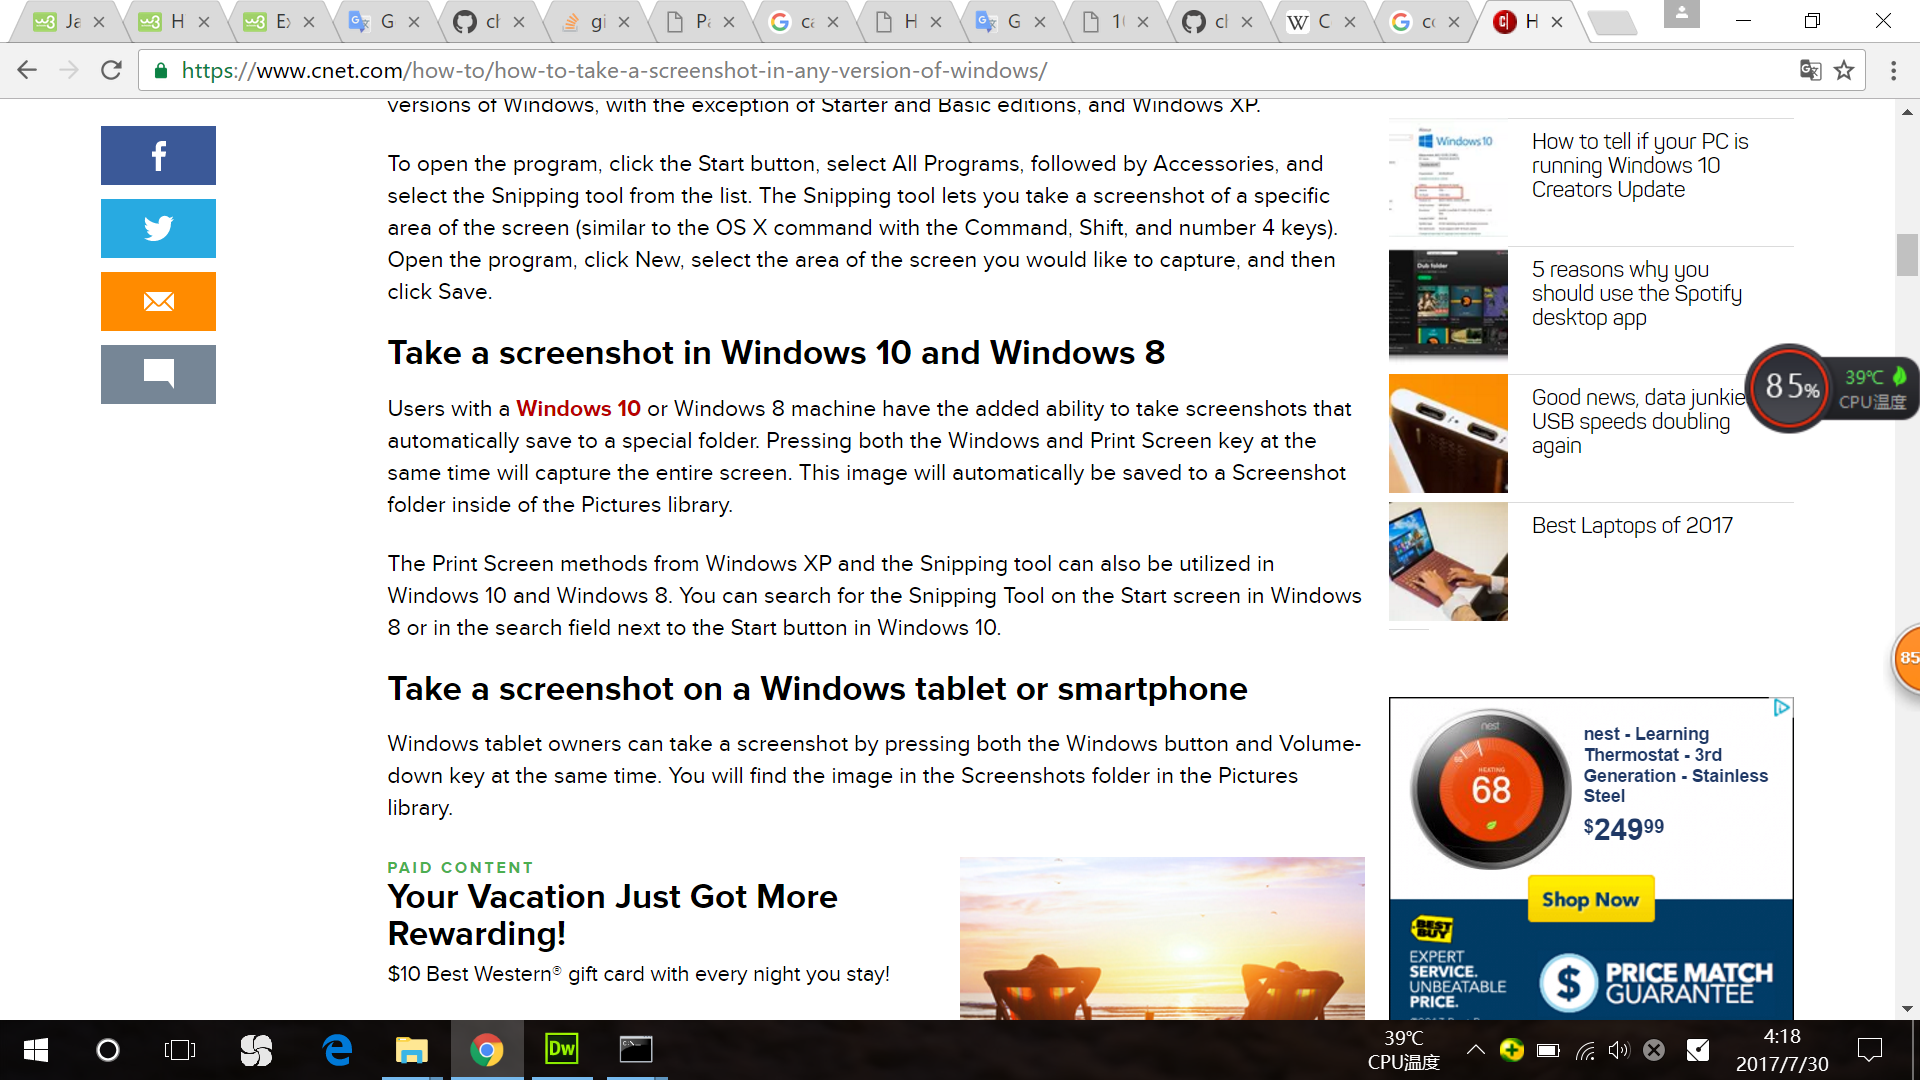 Ja
H
Ex
G
cl
gi
Pa
ca
H
G
1
cl
C
co
H
https://www.cnet.com/how-to/how-to-take-a-screenshot-in-any-version-of-windows/
versions of Windows, with the exception of Starter and Basic editions, and Windows XP.
To open the program, click the Start button, select All Programs, followed by Accessories, and
select the Snipping tool from the list. The Snipping tool lets you take a screenshot of a specific
area of the screen (similar to the OS X command with the Command, Shift, and number 4 keys).
Open the program, click New, select the area of the screen you would like to capture, and then
click Save.
Take a screenshot in Windows 10 and Windows 8
Users with a Windows 10 or Windows 8 machine have the added ability to take screenshots that
automatically save to a special folder. Pressing both the Windows and Print Screen key at the
same time will capture the entire screen. This image will automatically be saved to a Screenshot
folder inside of the Pictures library.
The Print Screen methods from Windows XP and the Snipping tool can also be utilized in
Windows 10 and Windows 8. You can search for the Snipping Tool on the Start screen in Windows
8 or in the search field next to the Start button in Windows 10.
Take a screenshot on a Windows tablet or smartphone
Windows tablet owners can take a screenshot by pressing both the Windows button and Volume-
down key at the same time. You will find the image in the Screenshots folder in the Pictures
library.
PAID CONTENT
Your Vacation Just Got More
Rewarding!
$10 Best Western® gift card with every night you stay!
Windows 10
How to tell if your PC is
running Windows 10
Creators Update
Dub folder
5 reasons why you
should use the Spotify
desktop app
Good news, data junkie
USB speeds doubling
again
Best Laptops of 2017
85%
39℃
CPU温度
85
nest
HEATING
68
nest - Learning
Thermostat - 3rd
Generation - Stainless
Steel
$24999
Shop Now
BEST
BUY
EXPERT
SERVICE.
UNBEATABLE
PRICE.
$
PRICE MATCH
GUARANTEE
Dw
39℃
CPU温度
4:18
2017/7/30